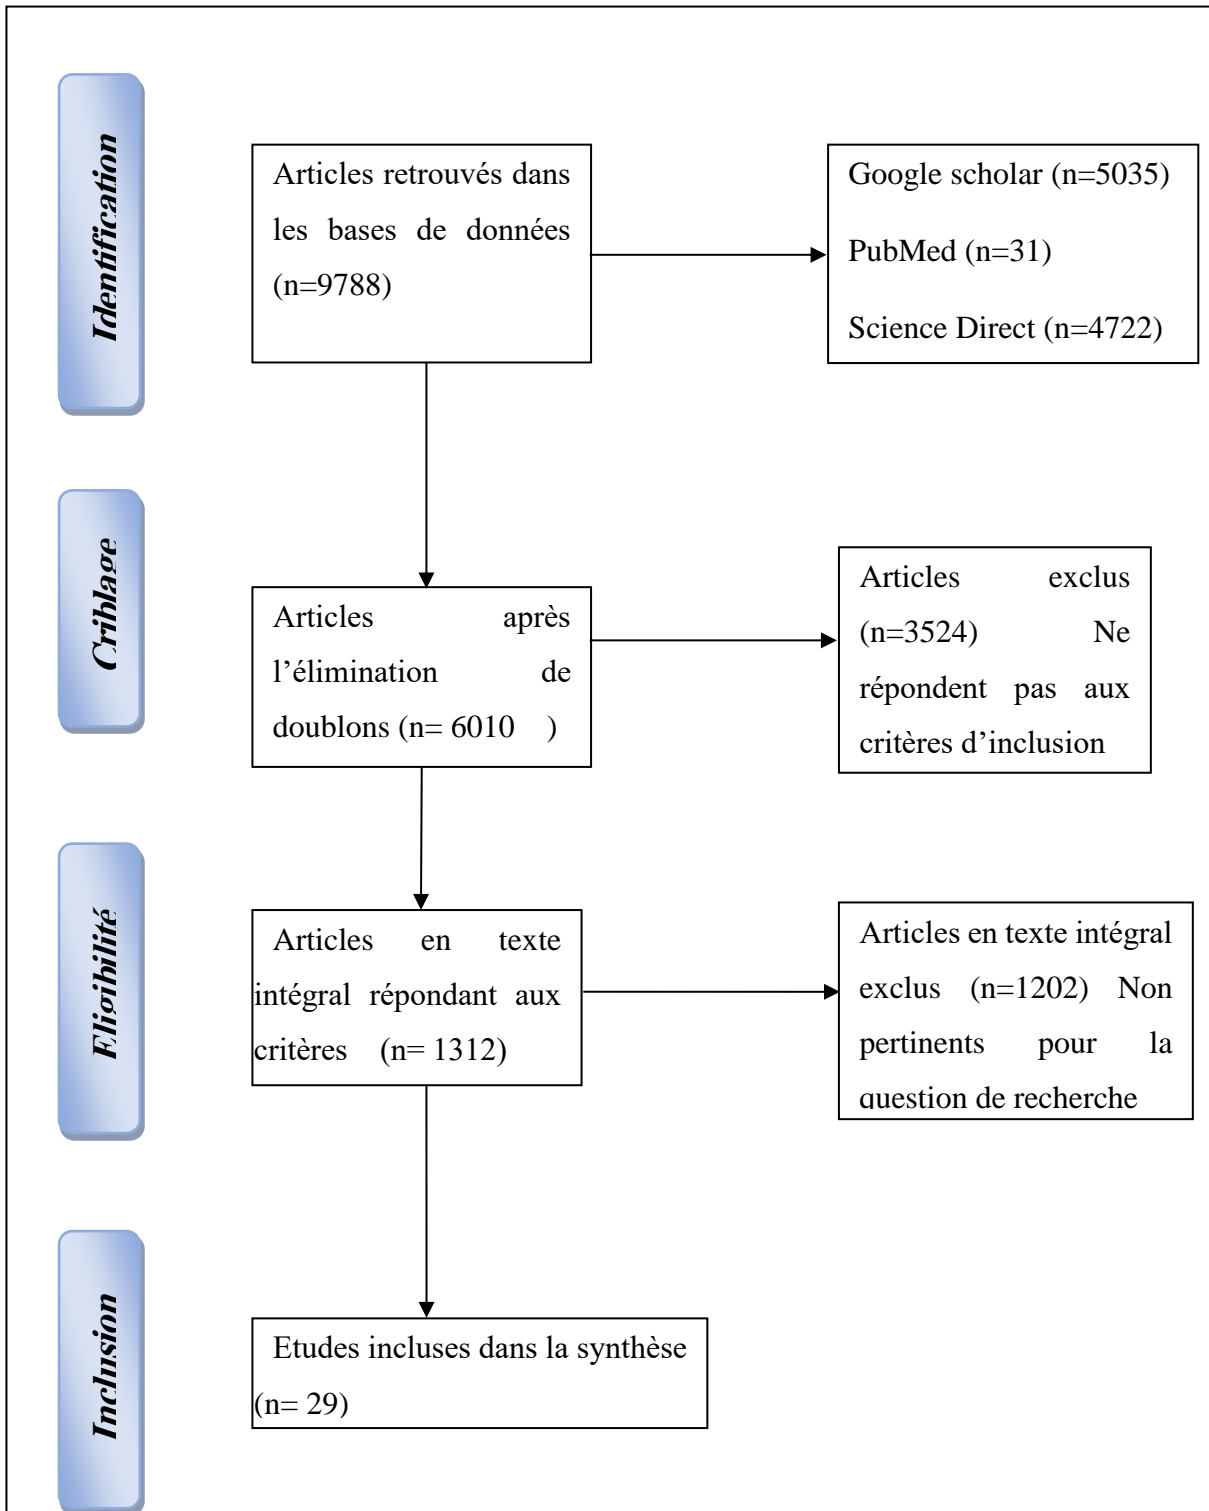 Identification
Articles retrouvés dans
les bases de données
(n=9788)
Google scholar (n=5035)
PubMed (n=31)
Science Direct (n=4722)
Criblage
Articles après
l’élimination de
doublons (n= 6010 )
Articles exclus
(n=3524) Ne
répondent pas aux
critères d’inclusion
Eligibilité
Articles en texte
intégral répondant aux
critères (n= 1312)
Articles en texte intégral
exclus (n=1202) Non
pertinents pour la
question de recherche
Inclusion
Etudes incluses dans la synthèse
(n= 29)